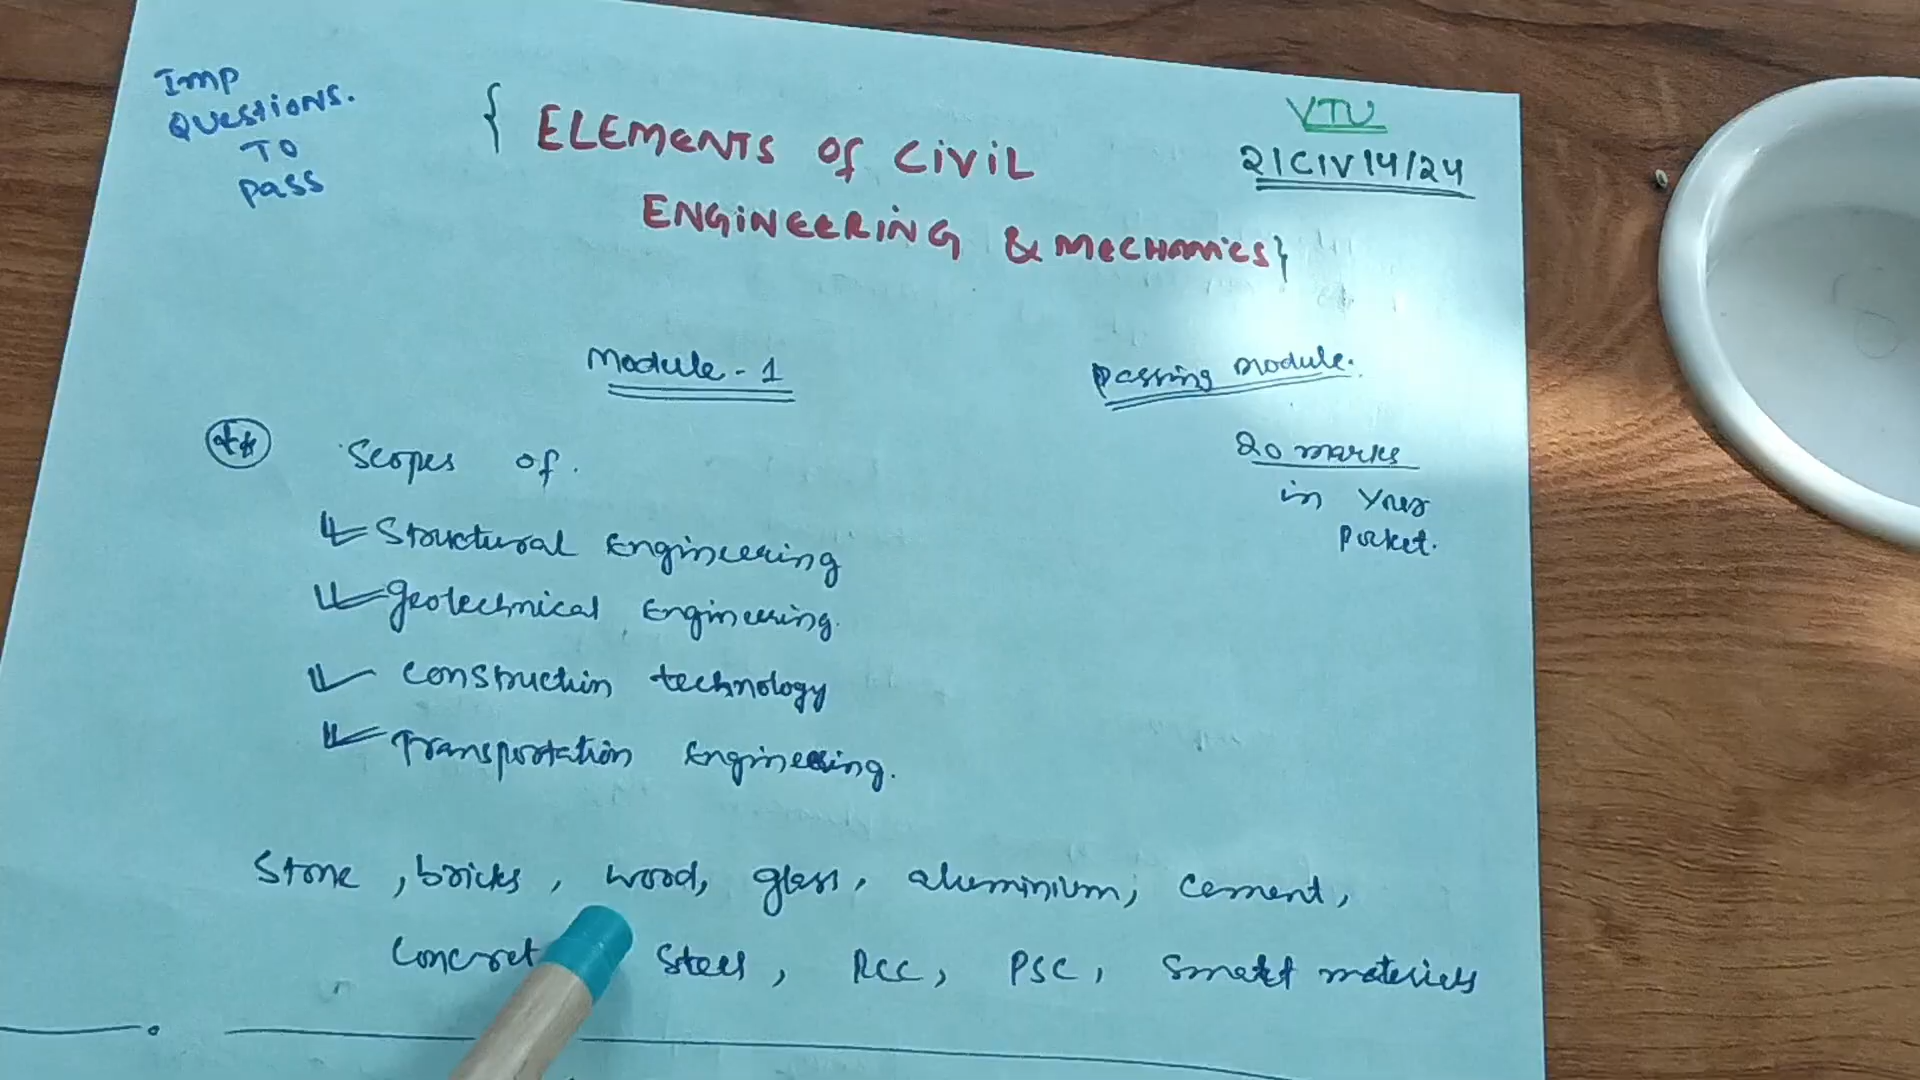 Imp
Questions.
To
pass
{ ELEMENTS Of CiViL
ENGiNEERiNG & MECHANiCS}
VTU
21CIV14/24
Module - 1
Passing module.
20 marks
in your
Pocket.
Scopes of.
Structural Engineering
Geotechnical Engineering.
Construction technology
Transportation Engineering.
Stone , bricks , wood, glass, aluminium, cement,
Concret Steel , RCC, PSC, Smart materials